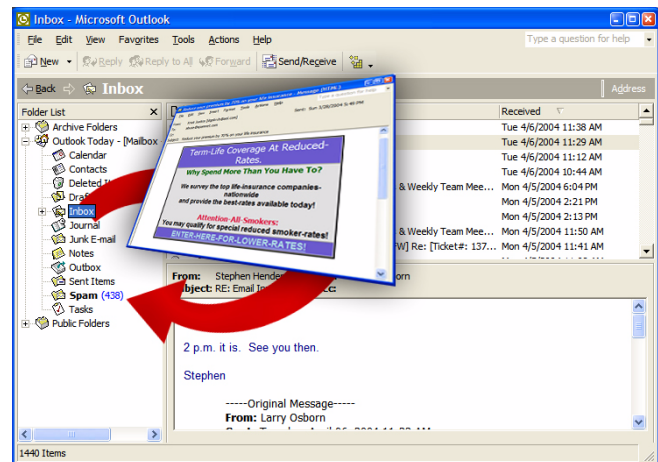 Inbox - Microsoft Outlook
File Edit View Favorites Tools Actions Help Type a question for help
New Reply Reply to All Forward Send/Receive
Back Inbox Address
Folder List X
Archive Folders
Outlook Today - [Mailbox
Calendar
Contacts
Deleted
Draf
Inbox
Journal
Junk E-mail
Notes
Outbox
Sent Items
Spam (438)
Tasks
Public Folders
Message (HTML)
Term-Life Coverage At Reduced-
Rates.
Why Spend More Than You Have To?
We survey the top life-insurance companies-
nationwide
and provide the best-rates available today!
Attention-All-Smokers:
You may qualify for special reduced smoker-rates!
ENTER-HERE-FOR-LOWER-RATES!
Received
Tue 4/6/2004 11:38 AM
Tue 4/6/2004 11:29 AM
Tue 4/6/2004 11:12 AM
Tue 4/6/2004 10:44 AM
& Weekly Team Mee... Mon 4/5/2004 6:04 PM
Mon 4/5/2004 2:21 PM
Mon 4/5/2004 2:13 PM
& Weekly Team Mee... Mon 4/5/2004 11:50 AM
FW] Re: [Ticket#: 137... Mon 4/5/2004 11:41 AM
From: Stephen Hende orn
bject: RE: Email In Cc:
2 p.m. it is. See you then.
Stephen
-----Original Message-----
From: Larry Osborn
1440 Items